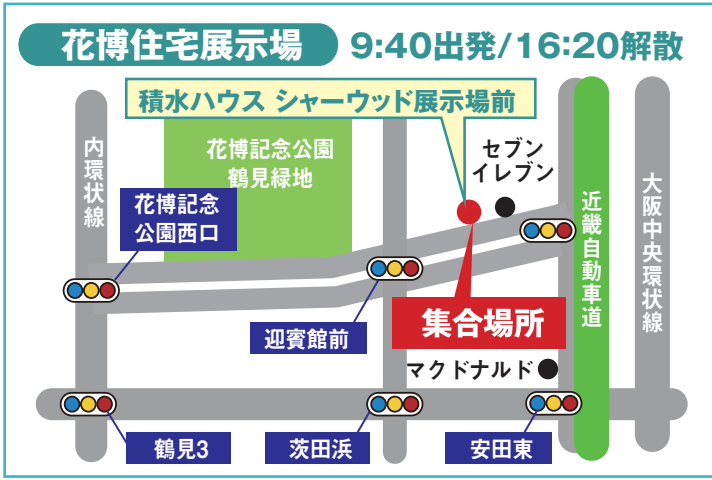 花博住宅展示場 9:40出発/16:20解散
積水ハウス シャーウッド展示場前
内環状線
花博記念公園
鶴見緑地
セブン
イレブン
花博記念
公園西口
近畿自動車道
大阪中央環状線
集合場所
迎賓館前
マクドナルド
鶴見3
茨田浜
安田東